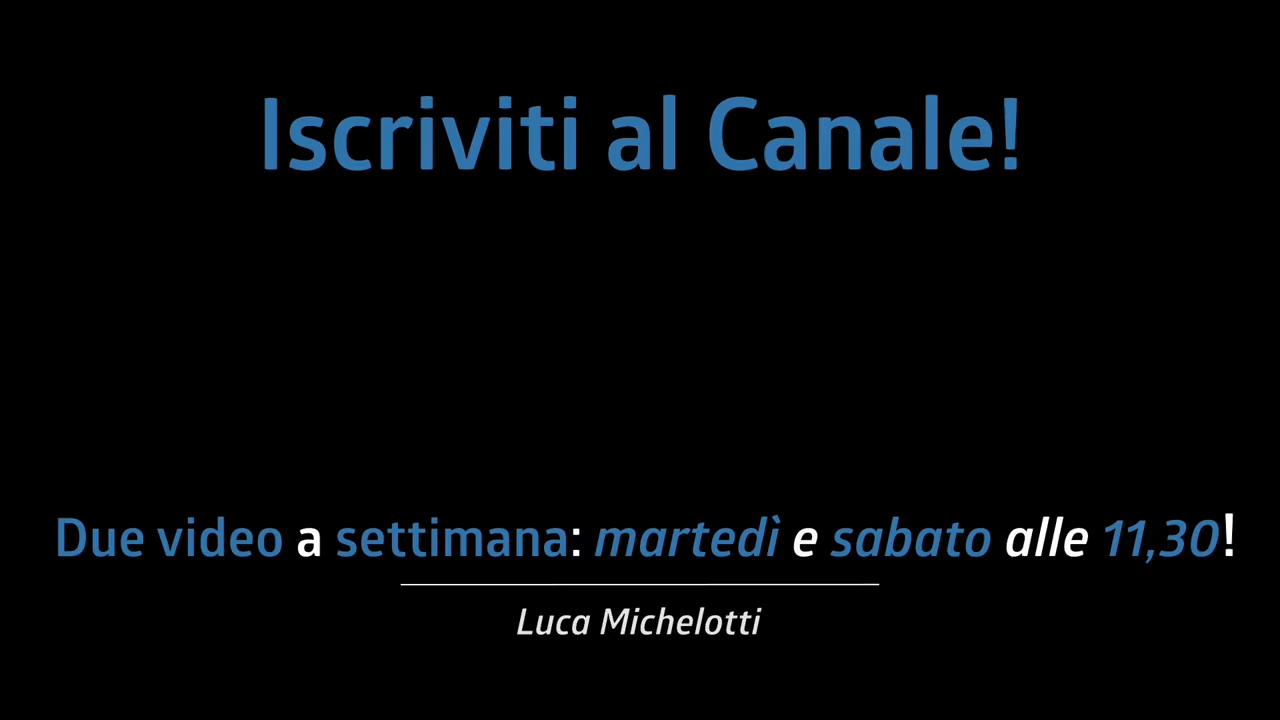 Iscriviti al Canale!
Due video a settimana: martedì e sabato alle 11,30!
Luca Michelotti